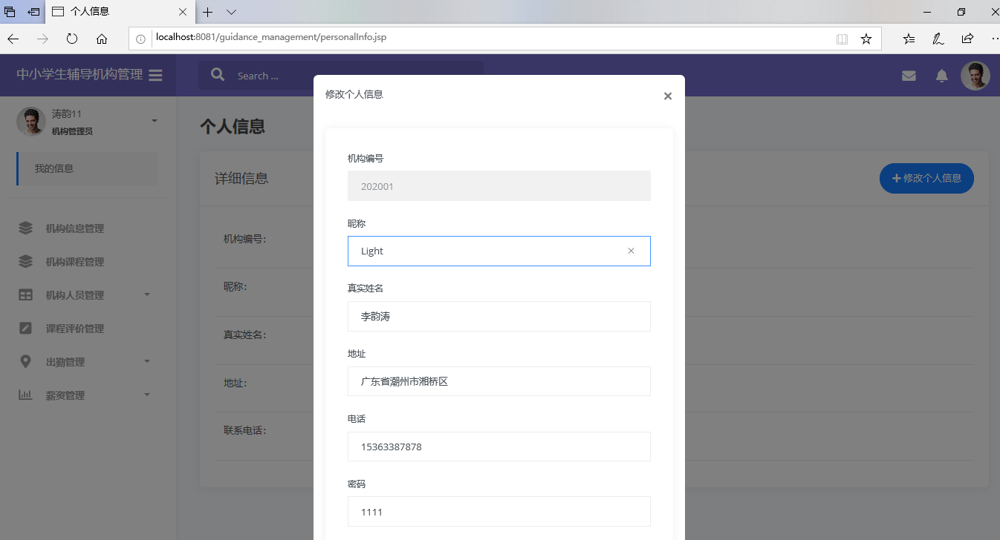 个人信息
localhost:8081/guidance_management/personalInfo.jsp
中小学生辅导机构管理
Search ...
涛韵11
机构管理员
我的信息
机构信息管理
机构课程管理
机构人员管理
课程评价管理
出勤管理
薪资管理
个人信息
详细信息
修改个人信息
机构编号：
昵称：
真实姓名：
地址：
联系电话：
修改个人信息
机构编号
202001
昵称
Light
真实姓名
李韵涛
地址
广东省潮州市湘桥区
电话
15363387878
密码
1111